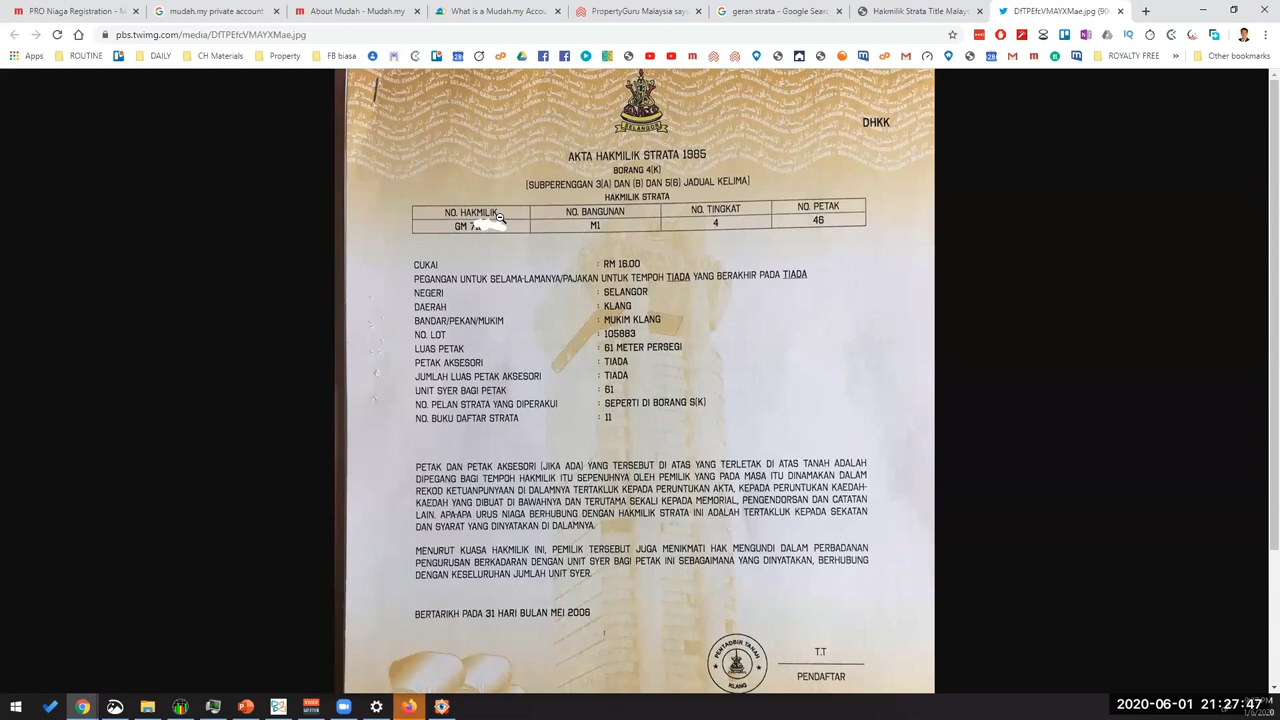 PRO Niaga Registration - M
mudah.my private account
About Mudah - Mudah.my
What is a Mudah.my Accou
PropertyGuru Malaysia says
geran strata - Google Searc
Hakmilik Strata Title Malays
DfTPEfcVMAYXMae.jpg (90
pbs.twimg.com/media/DfTPEfcVMAYXMae.jpg
Apps ROUTINE DAILY CH Materials Property FB biasa ROYALTY FREE Other bookmarks
SELANGOR
DHKK
AKTA HAKMILIK STRATA 1985
BORANG 4(K)
(SUBPERENGGAN 3(A) DAN (B) DAN 5(6) JADUAL KELIMA)
HAKMILIK STRATA
NO. HAKMILIK NO. BANGUNAN NO. TINGKAT NO. PETAK
GM M1 4 46
CUKAI : RM 16.00
PEGANGAN UNTUK SELAMA-LAMANYA/PAJAKAN UNTUK TEMPOH TIADA YANG BERAKHIR PADA TIADA
NEGERI : SELANGOR
DAERAH : KLANG
BANDAR/PEKAN/MUKIM : MUKIM KLANG
NO. LOT : 105883
LUAS PETAK : 61 METER PERSEGI
PETAK AKSESORI : TIADA
JUMLAH LUAS PETAK AKSESORI : TIADA
UNIT SYER BAGI PETAK : 61
NO. PELAN STRATA YANG DIPERAKUI : SEPERTI DI BORANG S(K)
NO. BUKU DAFTAR STRATA : 11
PETAK DAN PETAK AKSESORI (JIKA ADA) YANG TERSEBUT DI ATAS YANG TERLETAK DI ATAS TANAH ADALAH
DIPEGANG BAGI TEMPOH HAKMILIK ITU SEPENUHNYA OLEH PEMILIK YANG PADA MASA ITU DINAMAKAN DALAM
REKOD KETUANPUNYAAN DI DALAMNYA TERTAKLUK KEPADA PERUNTUKAN AKTA, KEPADA PERUNTUKAN KAEDAH-
KAEDAH YANG DIBUAT DI BAWAHNYA DAN TERUTAMA SEKALI KEPADA MEMORIAL, PENGENDORSAN DAN CATATAN
LAIN. APA-APA URUS NIAGA BERHUBUNG DENGAN HAKMILIK STRATA INI ADALAH TERTAKLUK KEPADA SEKATAN
DAN SYARAT YANG DINYATAKAN DI DALAMNYA.
MENURUT KUASA HAKMILIK INI, PEMILIK TERSEBUT JUGA MENIKMATI HAK MENGUNDI DALAM PERBADANAN
PENGURUSAN BERKADARAN DENGAN UNIT SYER BAGI PETAK INI SEBAGAIMANA YANG DINYATAKAN, BERHUBUNG
DENGAN KESELURUHAN JUMLAH UNIT SYER.
BERTARIKH PADA 31 HARI BULAN MEI 2006
PENTADBIR TANAH
KLANG
T.T
PENDAFTAR
2020-06-01 21:27:47